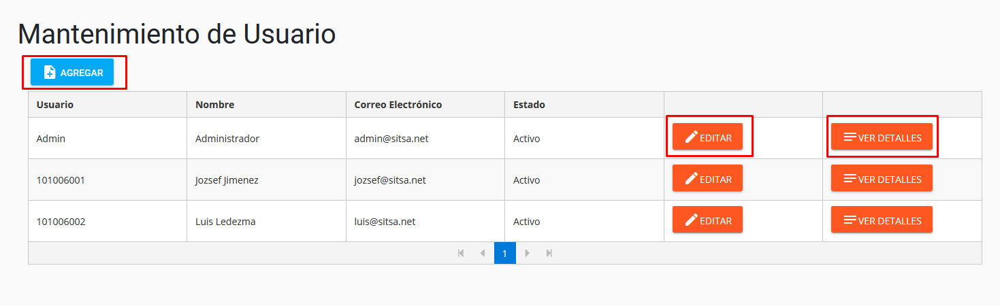 Mantenimiento de Usuario
AGREGAR
Usuario Nombre Correo Electrónico Estado
Admin Administrador admin@sitsa.net Activo EDITAR VER DETALLES
101006001 Jozsef Jimenez jozsef@sitsa.net Activo EDITAR VER DETALLES
101006002 Luis Ledezma luis@sitsa.net Activo EDITAR VER DETALLES
1